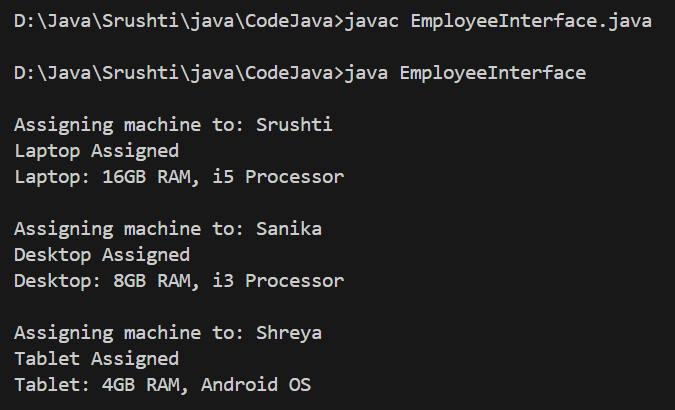 D:\Java\Srushti\java\CodeJava>javac EmployeeInterface.java
D:\Java\Srushti\java\CodeJava>java EmployeeInterface
Assigning machine to: Srushti
Laptop Assigned
Laptop: 16GB RAM, i5 Processor
Assigning machine to: Sanika
Desktop Assigned
Desktop: 8GB RAM, i3 Processor
Assigning machine to: Shreya
Tablet Assigned
Tablet: 4GB RAM, Android OS